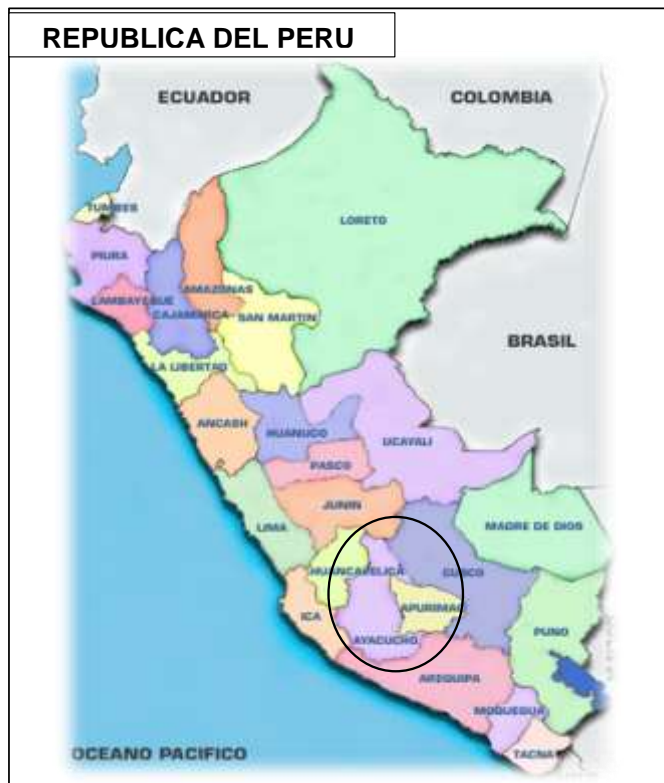 REPUBLICA DEL PERU
ECUADOR
COLOMBIA
TUMBES
LORETO
PIURA
AMAZONAS
LAMBAYEQUE
CAJAMARCA
SAN MARTIN
BRASIL
LA LIBERTAD
ANCASH
HUANUCO
UCAYALI
PASCO
JUNIN
LIMA
MADRE DE DIOS
HUANCAVELICA
CUSCO
APURIMAC
ICA
PUNO
AYACUCHO
AREQUIPA
MOQUEGUA
OCEANO PACIFICO
TACNA